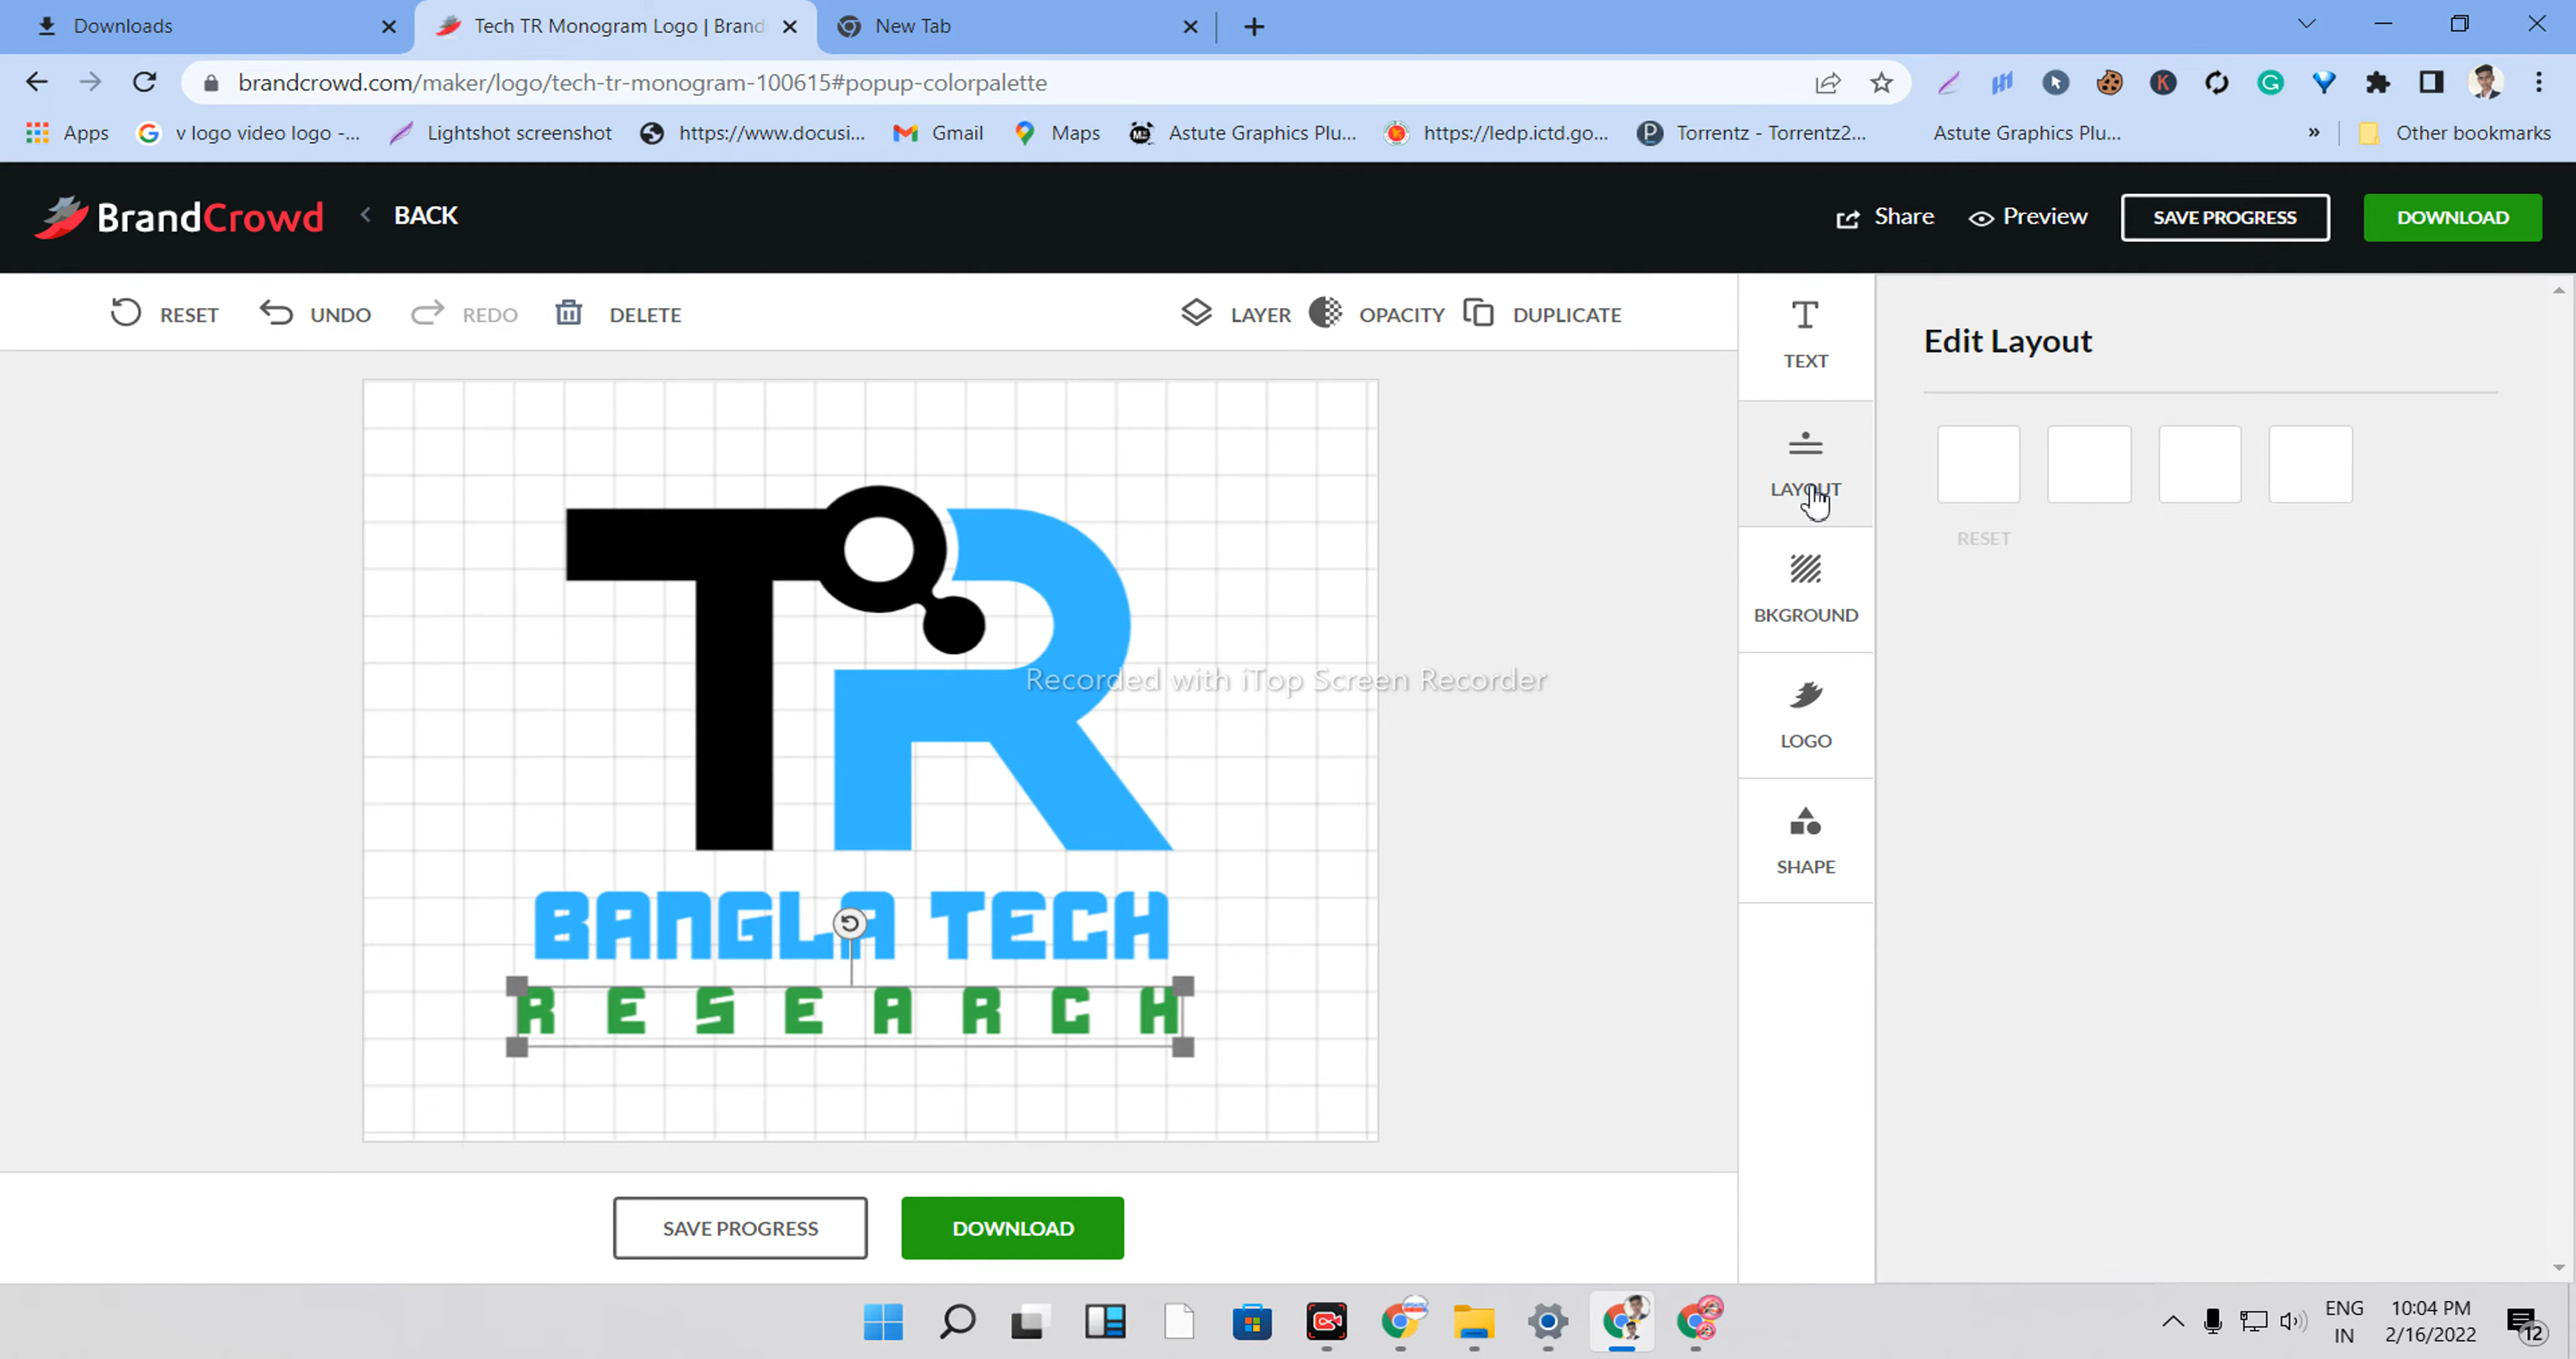 Downloads
Tech TR Monogram Logo | Brand
New Tab
brandcrowd.com/maker/logo/tech-tr-monogram-100615#popup-colorpalette
Apps
v logo video logo -...
Lightshot screenshot
https://www.docusi...
Gmail
Maps
Astute Graphics Plu...
https://ledp.ictd.go...
Torrentz - Torrentz2...
Astute Graphics Plu...
»
Other bookmarks
BrandCrowd
BACK
Share
Preview
SAVE PROGRESS
DOWNLOAD
RESET
UNDO
REDO
DELETE
LAYER
OPACITY
DUPLICATE
TEXT
LAYOUT
BKGROUND
LOGO
SHAPE
Edit Layout
RESET
TR
BANGLA TECH
RESEARCH
Recorded with iTop Screen Recorder
SAVE PROGRESS
DOWNLOAD
ENG
IN
10:04 PM
2/16/2022
12